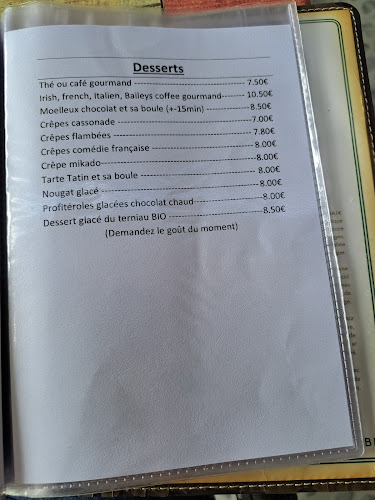 Desserts
Thé ou café gourmand --------------------------------- 7.50€
Irish, french, Italien, Baileys coffee gourmand-------- 10.50€
Moelleux chocolat et sa boule (+-15min) ---------------8.50€
Crêpes cassonade ---------------------------------------7.00€
Crêpes flambées ---------------------------------------- 7.80€
Crêpes comédie française ------------------------------ 8.00€
Crêpe mikado---------------------------------------------8.00€
Tarte Tatin et sa boule ---------------------------------- 8.00€
Nougat glacé --------------------------------------------- 8.00€
Profitéroles glacées chocolat chaud-------------------8.00€
Dessert glacé du terniau BIO ---------------------------8.50€
(Demandez le goût du moment)